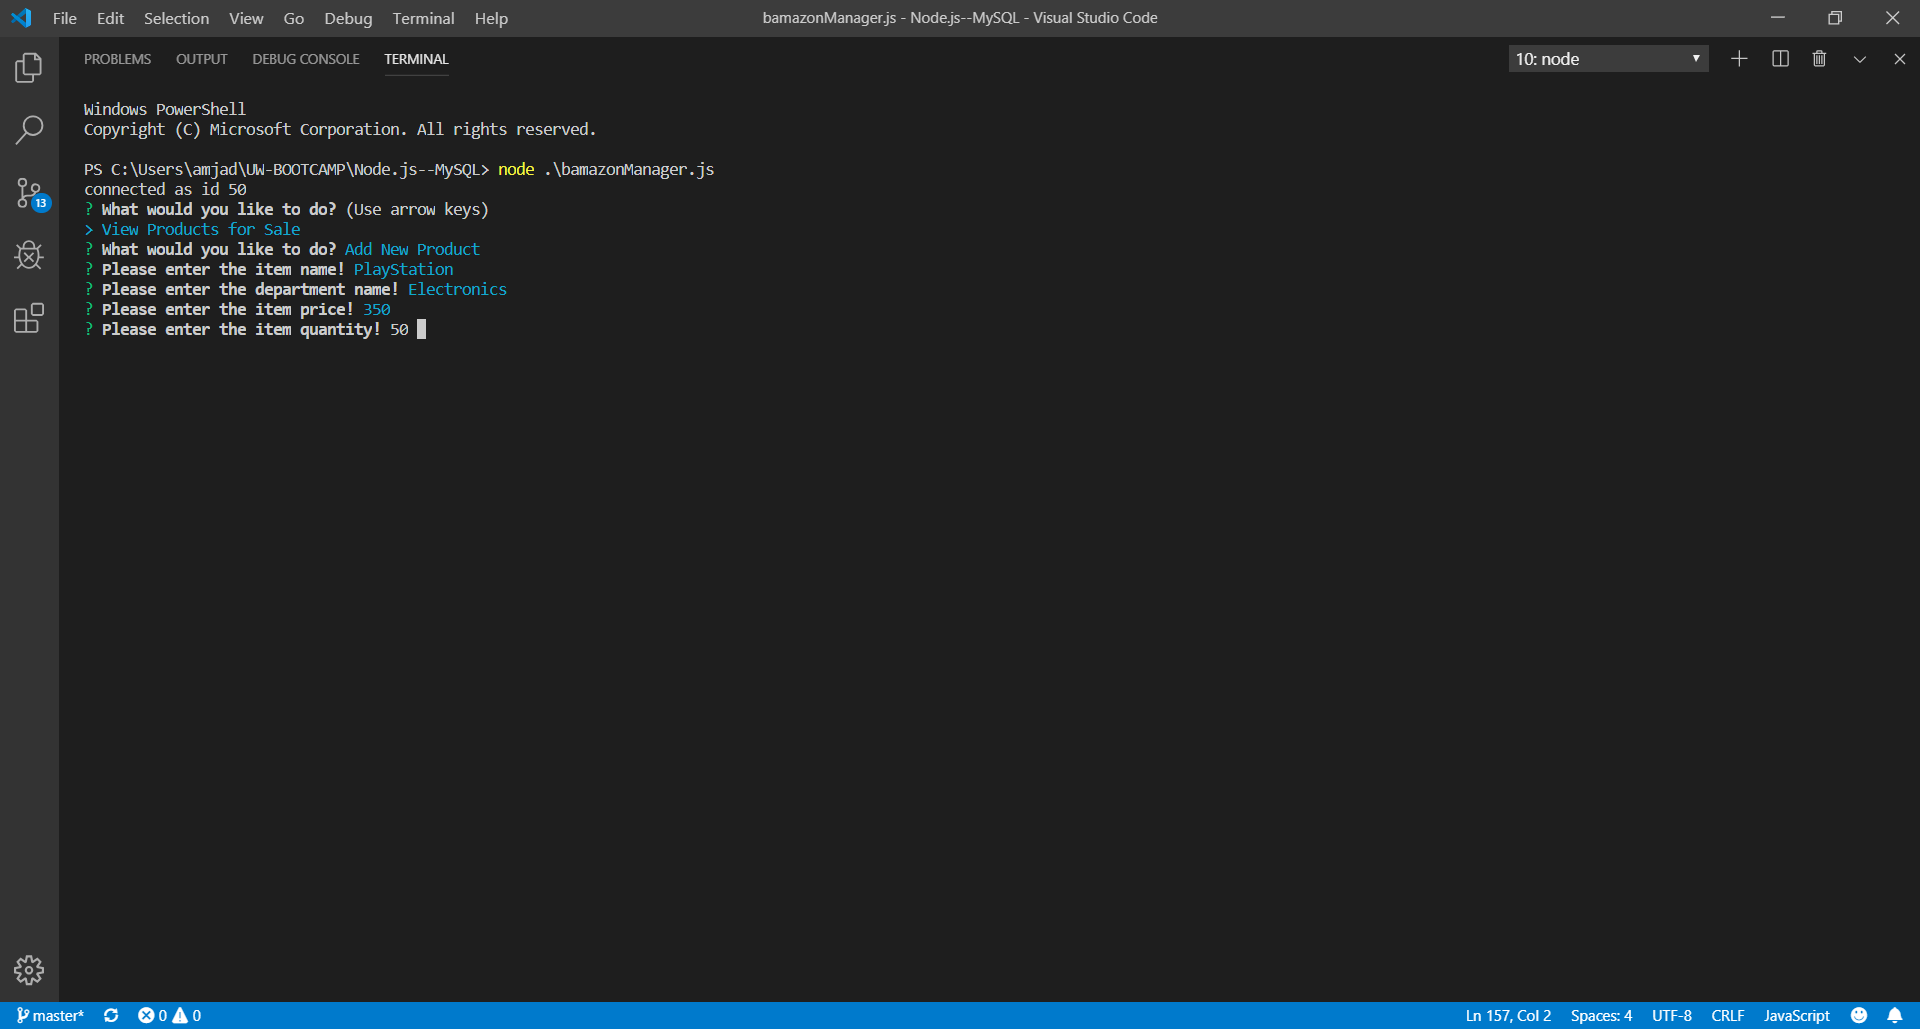 File Edit Selection View Go Debug Terminal Help
bamazonManager.js - Node.js--MySQL - Visual Studio Code
PROBLEMS OUTPUT DEBUG CONSOLE TERMINAL
10: node
Windows PowerShell
Copyright (C) Microsoft Corporation. All rights reserved.
PS C:\Users\amjad\UW-BOOTCAMP\Node.js--MySQL> node .\bamazonManager.js
connected as id 50
? What would you like to do? (Use arrow keys)
> View Products for Sale
? What would you like to do? Add New Product
? Please enter the item name! PlayStation
? Please enter the department name! Electronics
? Please enter the item price! 350
? Please enter the item quantity! 50
13
master* 0 0
Ln 157, Col 2 Spaces: 4 UTF-8 CRLF JavaScript